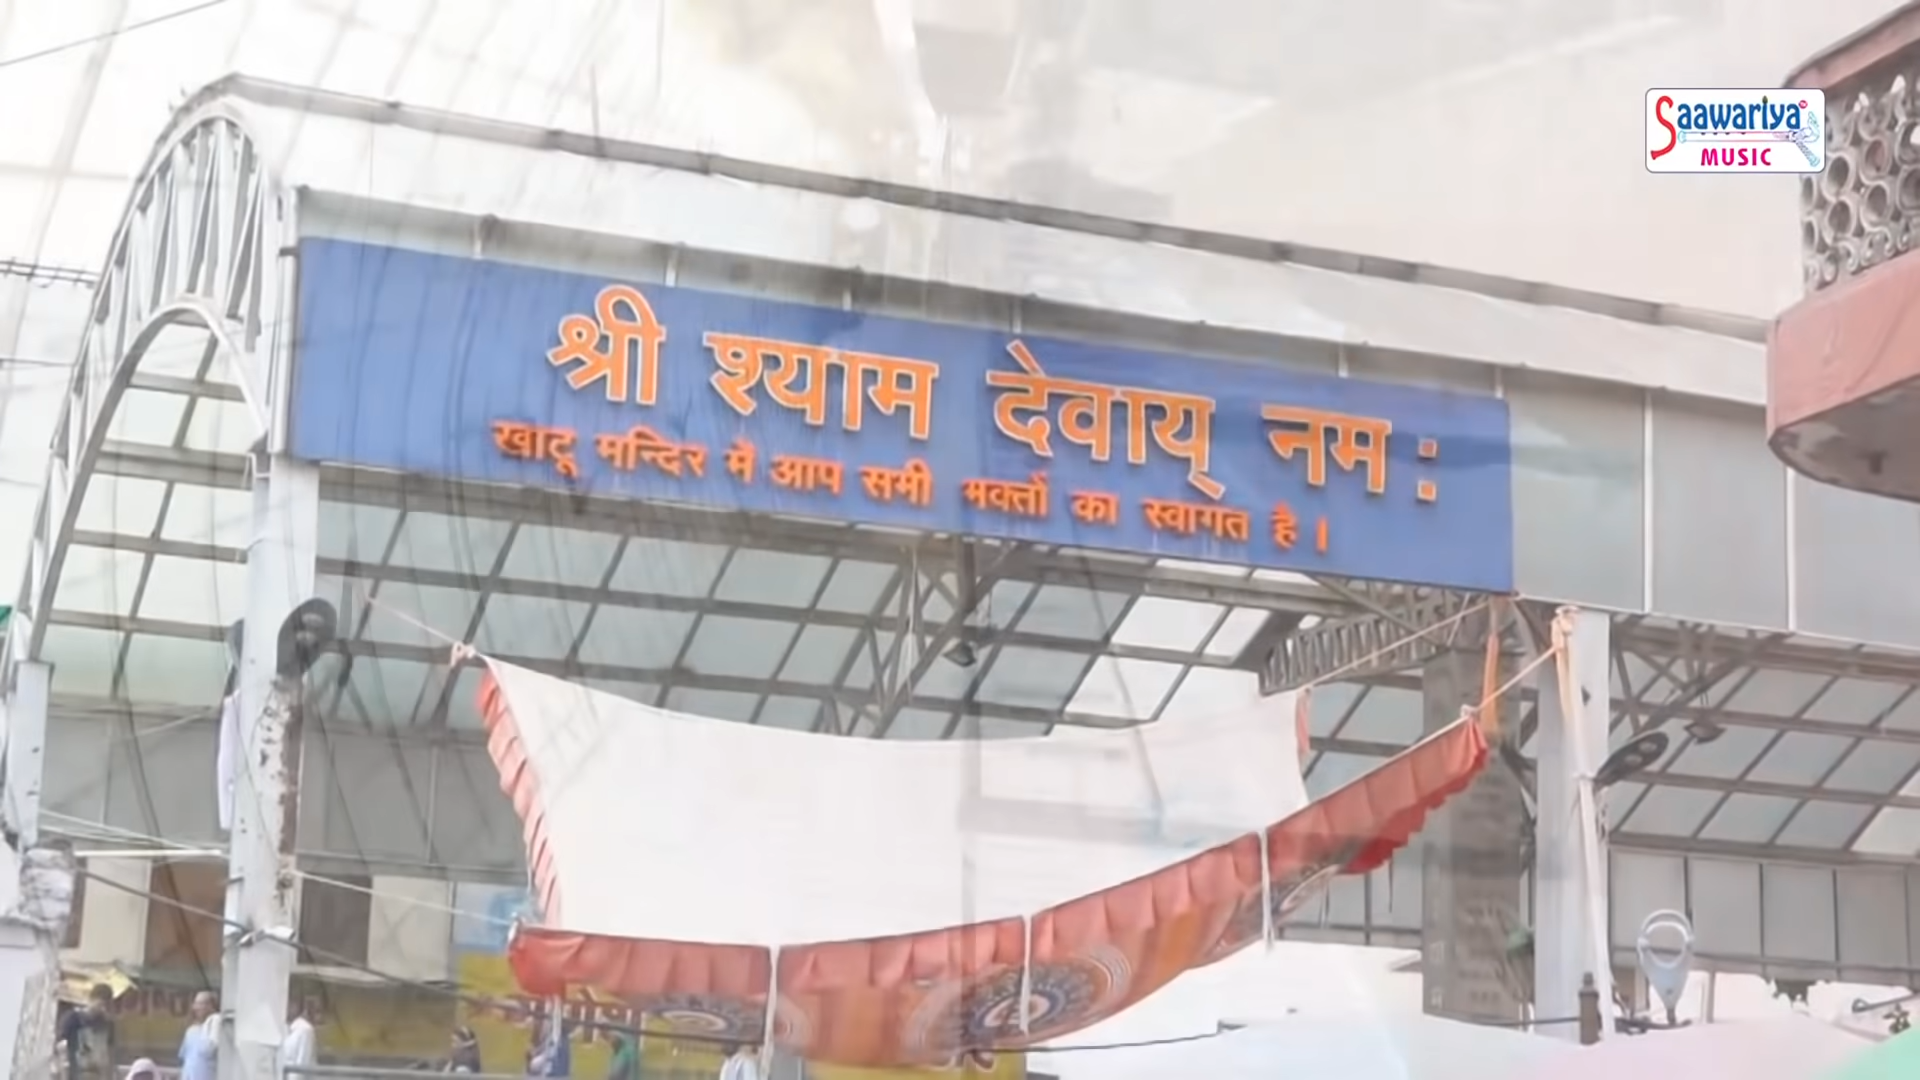 श्री श्याम देवाय् नम :
खाटू मन्दिर में आप सभी भक्तों का स्वागत है ।
Saawariya
MUSIC